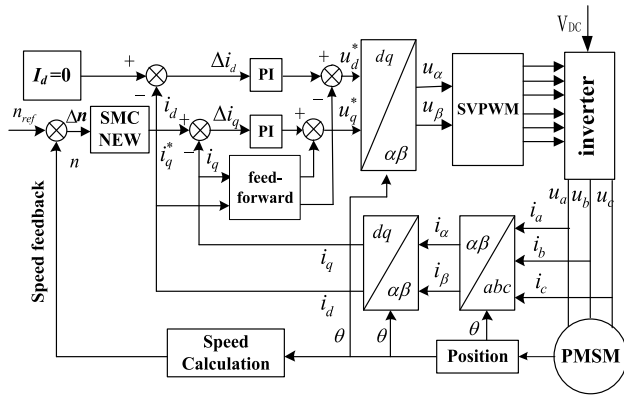 V_DC
I_d=0
+
−
Δi_d
PI
+
−
u_d^*
dq
αβ
u_α
u_β
SVPWM
inverter
n_ref
Δn
n
SMC
NEW
i_d
i_q^*
+
−
Δi_q
i_q
PI
+
−
u_q^*
feed-
forward
u_a u_b u_c
Speed feedback
i_q
i_d
dq
αβ
i_α
i_β
αβ
abc
i_a
i_b
i_c
θ
θ
θ
Speed
Calculation
Position
PMSM